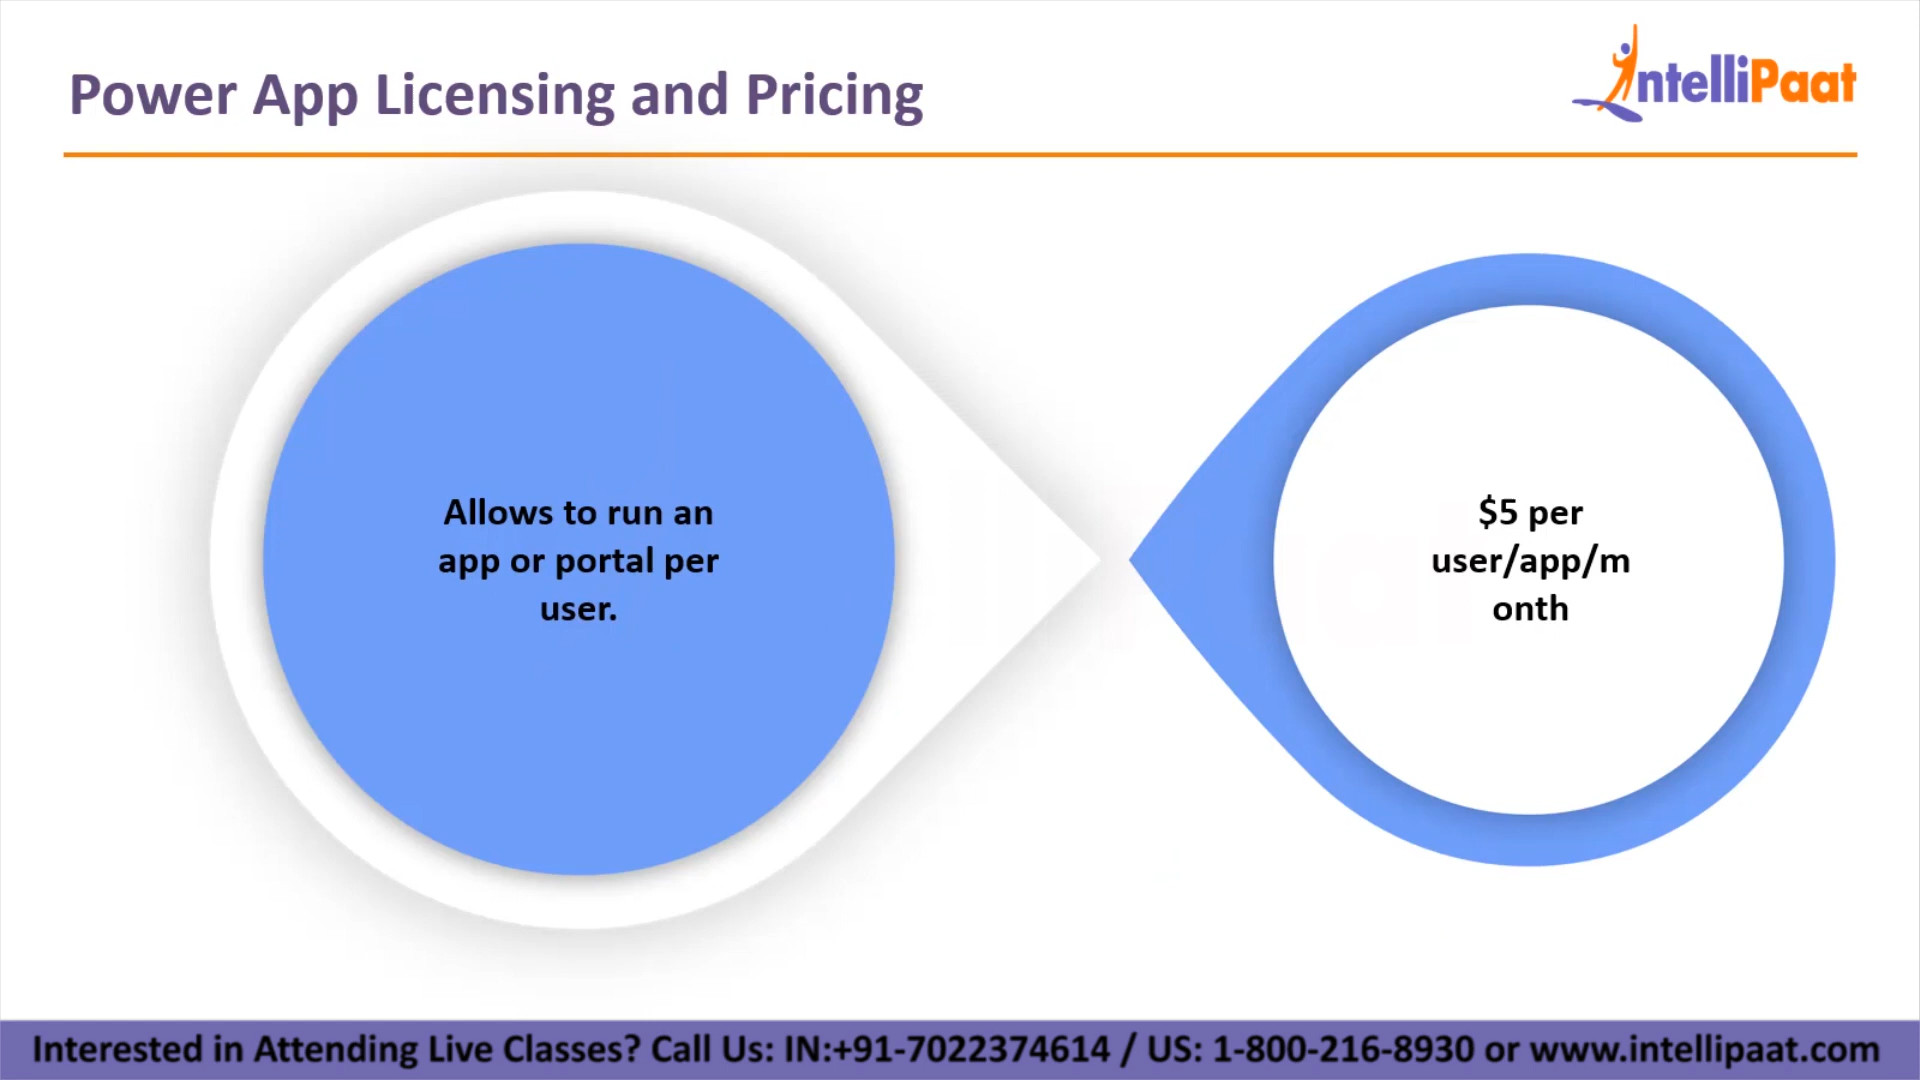 Power App Licensing and Pricing
IntelliPaat
Allows to run an
app or portal per
user.
$5 per
user/app/m
onth
Interested in Attending Live Classes? Call Us: IN:+91-7022374614 / US: 1-800-216-8930 or www.intellipaat.com